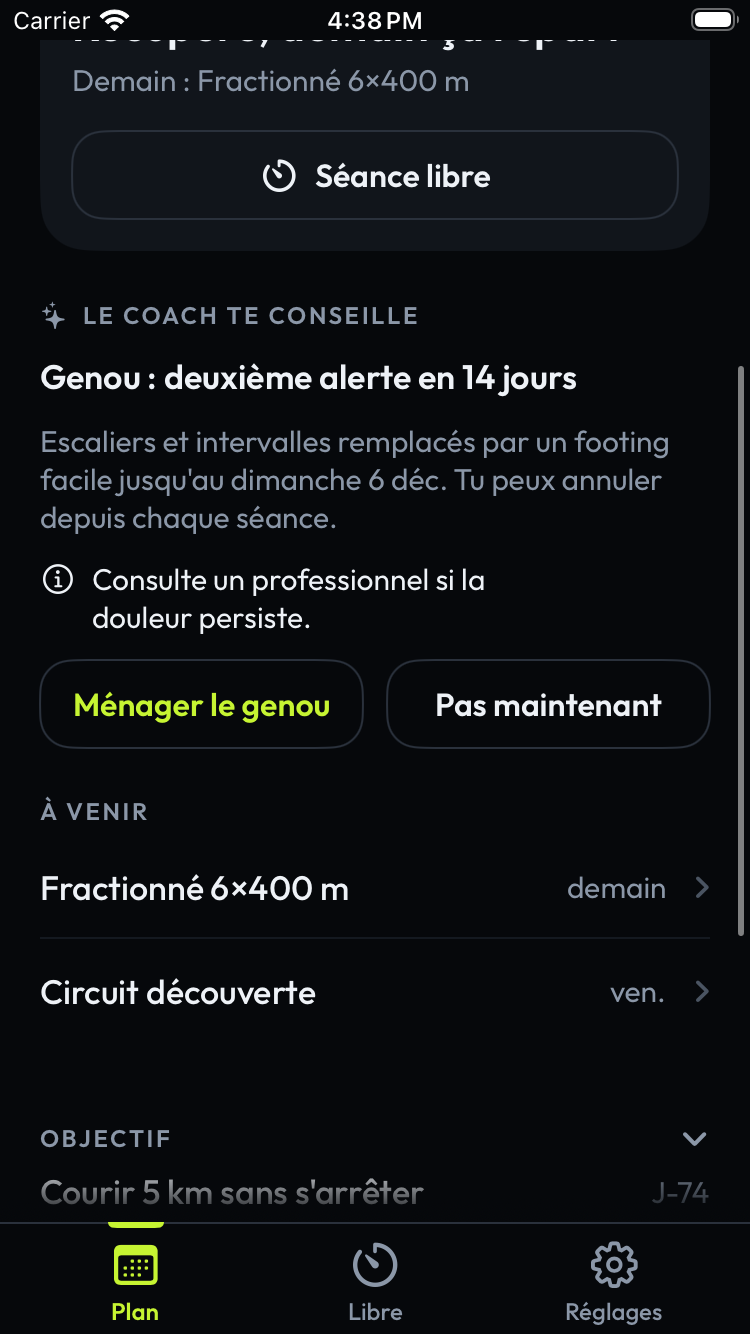 Carrier
4:38 PM
Demain : Fractionné 6×400 m
Séance libre
LE COACH TE CONSEILLE
Genou : deuxième alerte en 14 jours
Escaliers et intervalles remplacés par un footing
facile jusqu'au dimanche 6 déc. Tu peux annuler
depuis chaque séance.
Consulte un professionnel si la
douleur persiste.
Ménager le genou
Pas maintenant
À VENIR
Fractionné 6×400 m
demain
Circuit découverte
ven.
OBJECTIF
Courir 5 km sans s'arrêter
J-74
Plan
Libre
Réglages